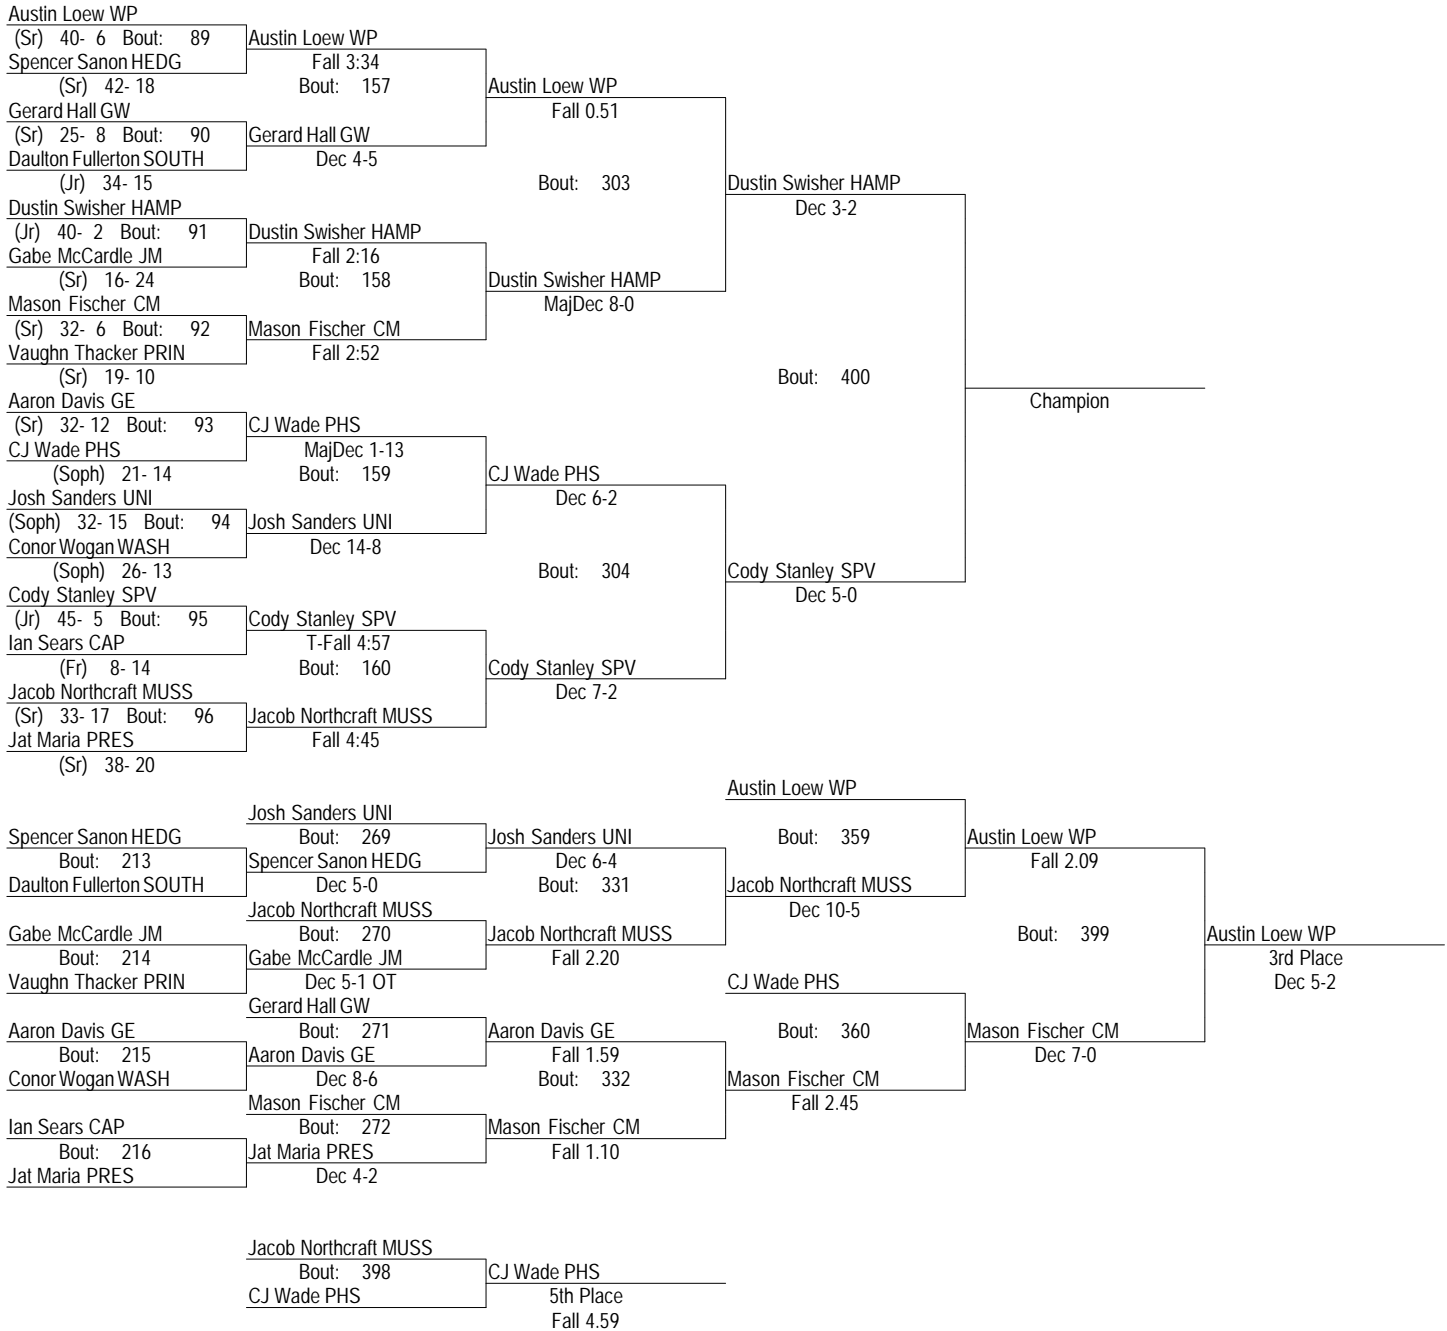 Austin Loew WP
(Sr) 40- 6 Bout: 89 Austin Loew WP
Spencer Sanon HEDG Fall 3:34
(Sr) 42- 18 Bout: 157 Austin Loew WP
Gerard Hall GW Fall 0.51
(Sr) 25- 8 Bout: 90 Gerard Hall GW
Daulton Fullerton SOUTH Dec 4-5
(Jr) 34- 15 Bout: 303 Dustin Swisher HAMP
Dustin Swisher HAMP Dec 3-2
(Jr) 40- 2 Bout: 91 Dustin Swisher HAMP
Gabe McCardle JM Fall 2:16
(Sr) 16- 24 Bout: 158 Dustin Swisher HAMP
Mason Fischer CM MajDec 8-0
(Sr) 32- 6 Bout: 92 Mason Fischer CM
Vaughn Thacker PRIN Fall 2:52
(Sr) 19- 10 Bout: 400
Aaron Davis GE Champion
(Sr) 32- 12 Bout: 93 CJ Wade PHS
CJ Wade PHS MajDec 1-13
(Soph) 21- 14 Bout: 159 CJ Wade PHS
Josh Sanders UNI Dec 6-2
(Soph) 32- 15 Bout: 94 Josh Sanders UNI
Conor Wogan WASH Dec 14-8
(Soph) 26- 13 Bout: 304 Cody Stanley SPV
Cody Stanley SPV Dec 5-0
(Jr) 45- 5 Bout: 95 Cody Stanley SPV
Ian Sears CAP T-Fall 4:57
(Fr) 8- 14 Bout: 160 Cody Stanley SPV
Jacob Northcraft MUSS Dec 7-2
(Sr) 33- 17 Bout: 96 Jacob Northcraft MUSS
Jat Maria PRES Fall 4:45
(Sr) 38- 20
Austin Loew WP
Josh Sanders UNI
Spencer Sanon HEDG Bout: 269 Josh Sanders UNI Bout: 359 Austin Loew WP
Bout: 213 Spencer Sanon HEDG Dec 6-4 Fall 2.09
Daulton Fullerton SOUTH Dec 5-0 Bout: 331 Jacob Northcraft MUSS
Jacob Northcraft MUSS Dec 10-5
Gabe McCardle JM Bout: 270 Jacob Northcraft MUSS Bout: 399 Austin Loew WP
Bout: 214 Gabe McCardle JM Fall 2.20 3rd Place
Vaughn Thacker PRIN Dec 5-1 OT CJ Wade PHS Dec 5-2
Gerard Hall GW
Aaron Davis GE Bout: 271 Aaron Davis GE Bout: 360 Mason Fischer CM
Bout: 215 Aaron Davis GE Fall 1.59 Dec 7-0
Conor Wogan WASH Dec 8-6 Bout: 332 Mason Fischer CM
Mason Fischer CM Fall 2.45
Ian Sears CAP Bout: 272 Mason Fischer CM
Bout: 216 Jat Maria PRES Fall 1.10
Jat Maria PRES Dec 4-2
Jacob Northcraft MUSS
Bout: 398 CJ Wade PHS
CJ Wade PHS 5th Place
Fall 4.59